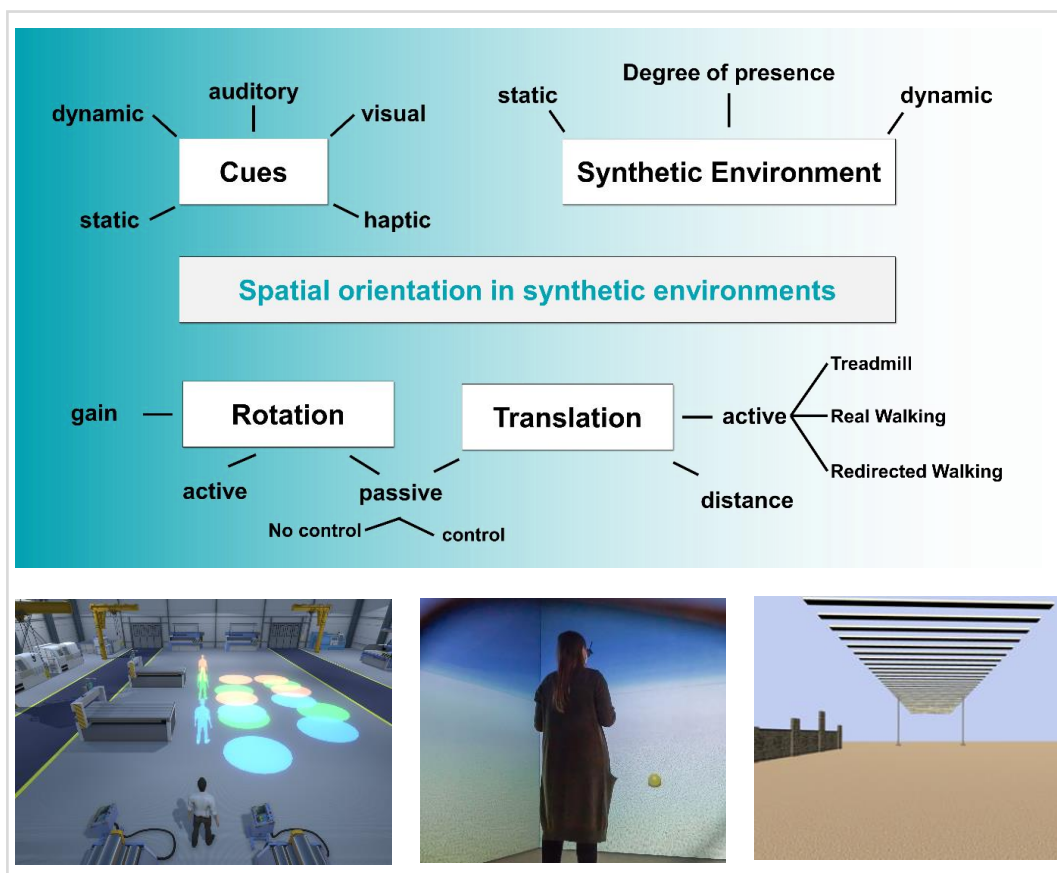 Degree of presence
auditory
static
dynamic
dynamic
visual
Cues
Synthetic Environment
static
haptic
Spatial orientation in synthetic environments
Treadmill
gain
Rotation
Translation
active
Real Walking
active
passive
Redirected Walking
distance
No control
control